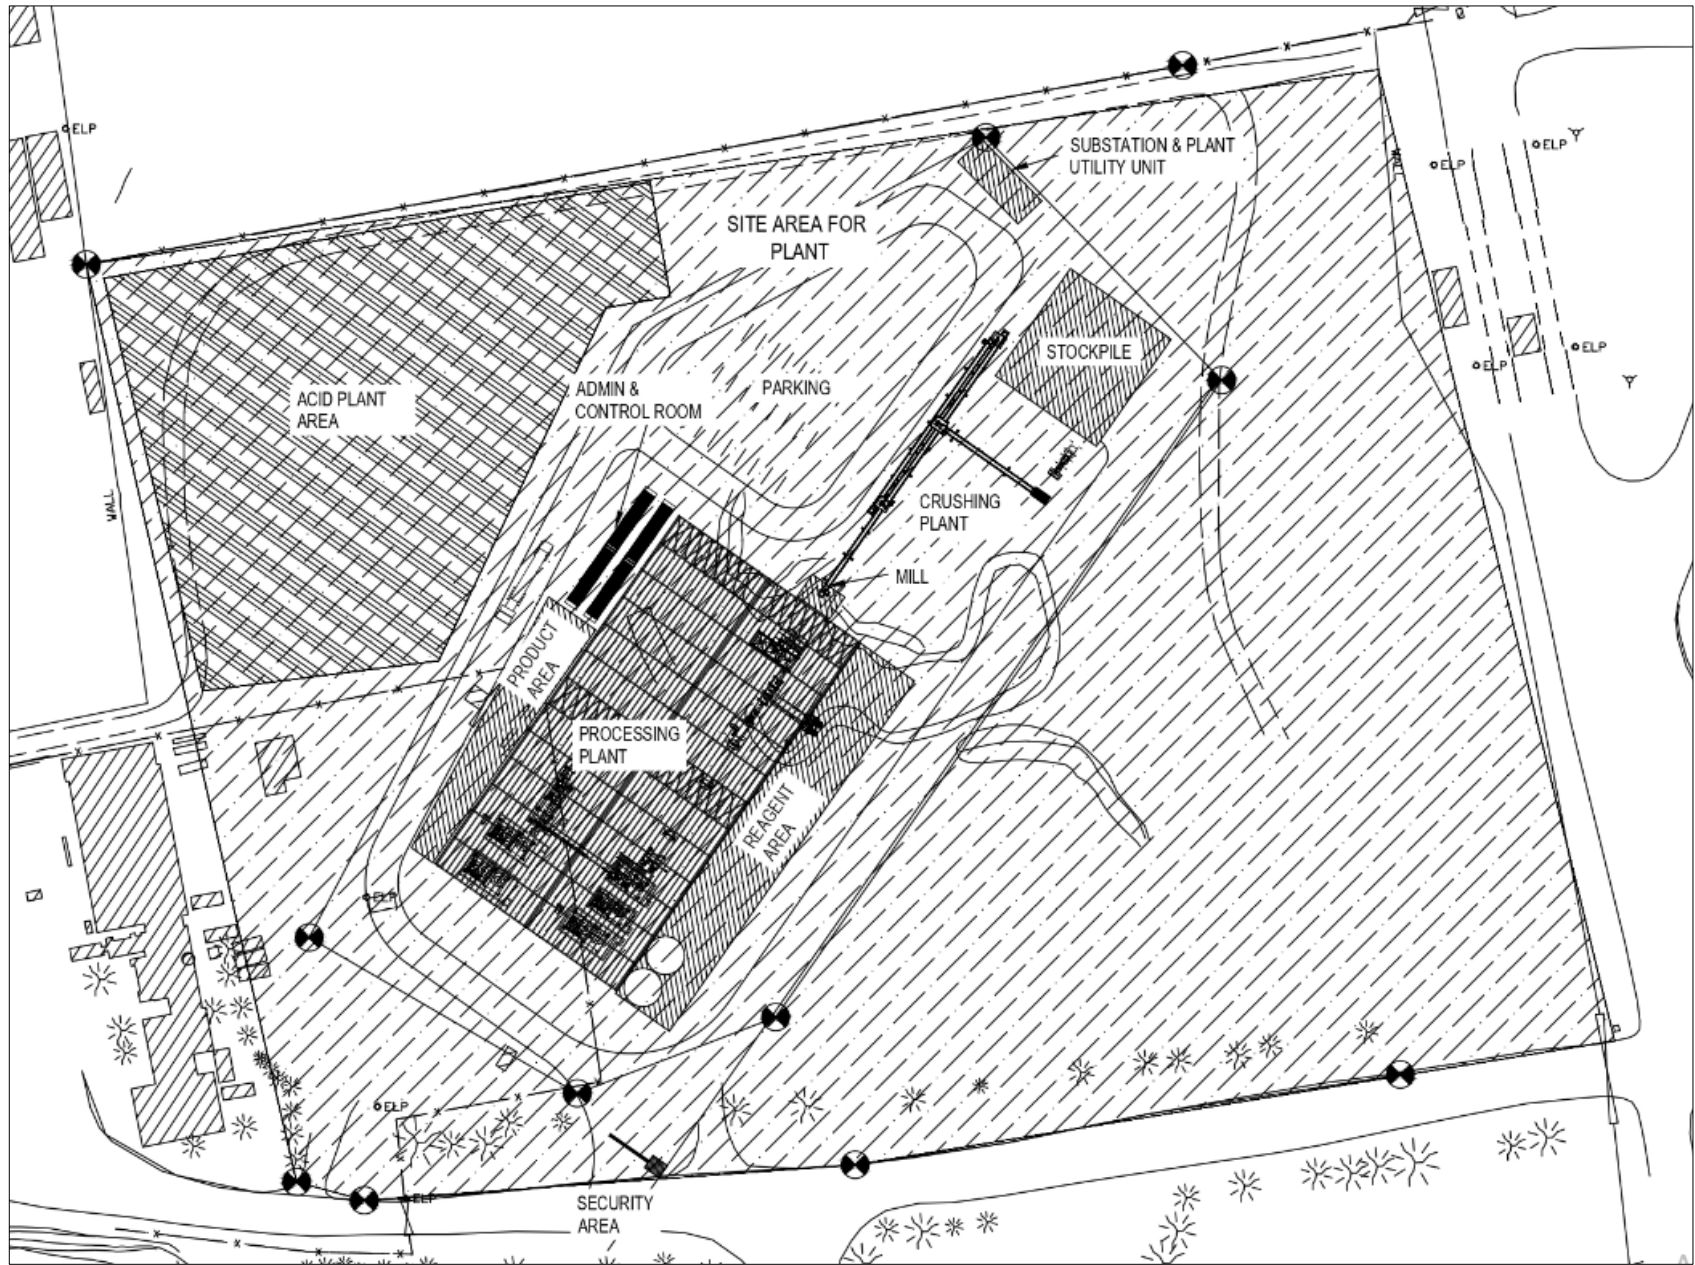 ELP
SUBSTATION & PLANT
UTILITY UNIT
ELP
ELP
WALL
SITE AREA FOR
PLANT
STOCKPILE
ELP
ELP
ADMIN &
CONTROL ROOM
PARKING
ACID PLANT
AREA
WALL
CRUSHING
PLANT
MILL
PRODUCT
AREA
PROCESSING
PLANT
REAGENT
AREA
ELP
ELP
ELP
SECURITY
AREA